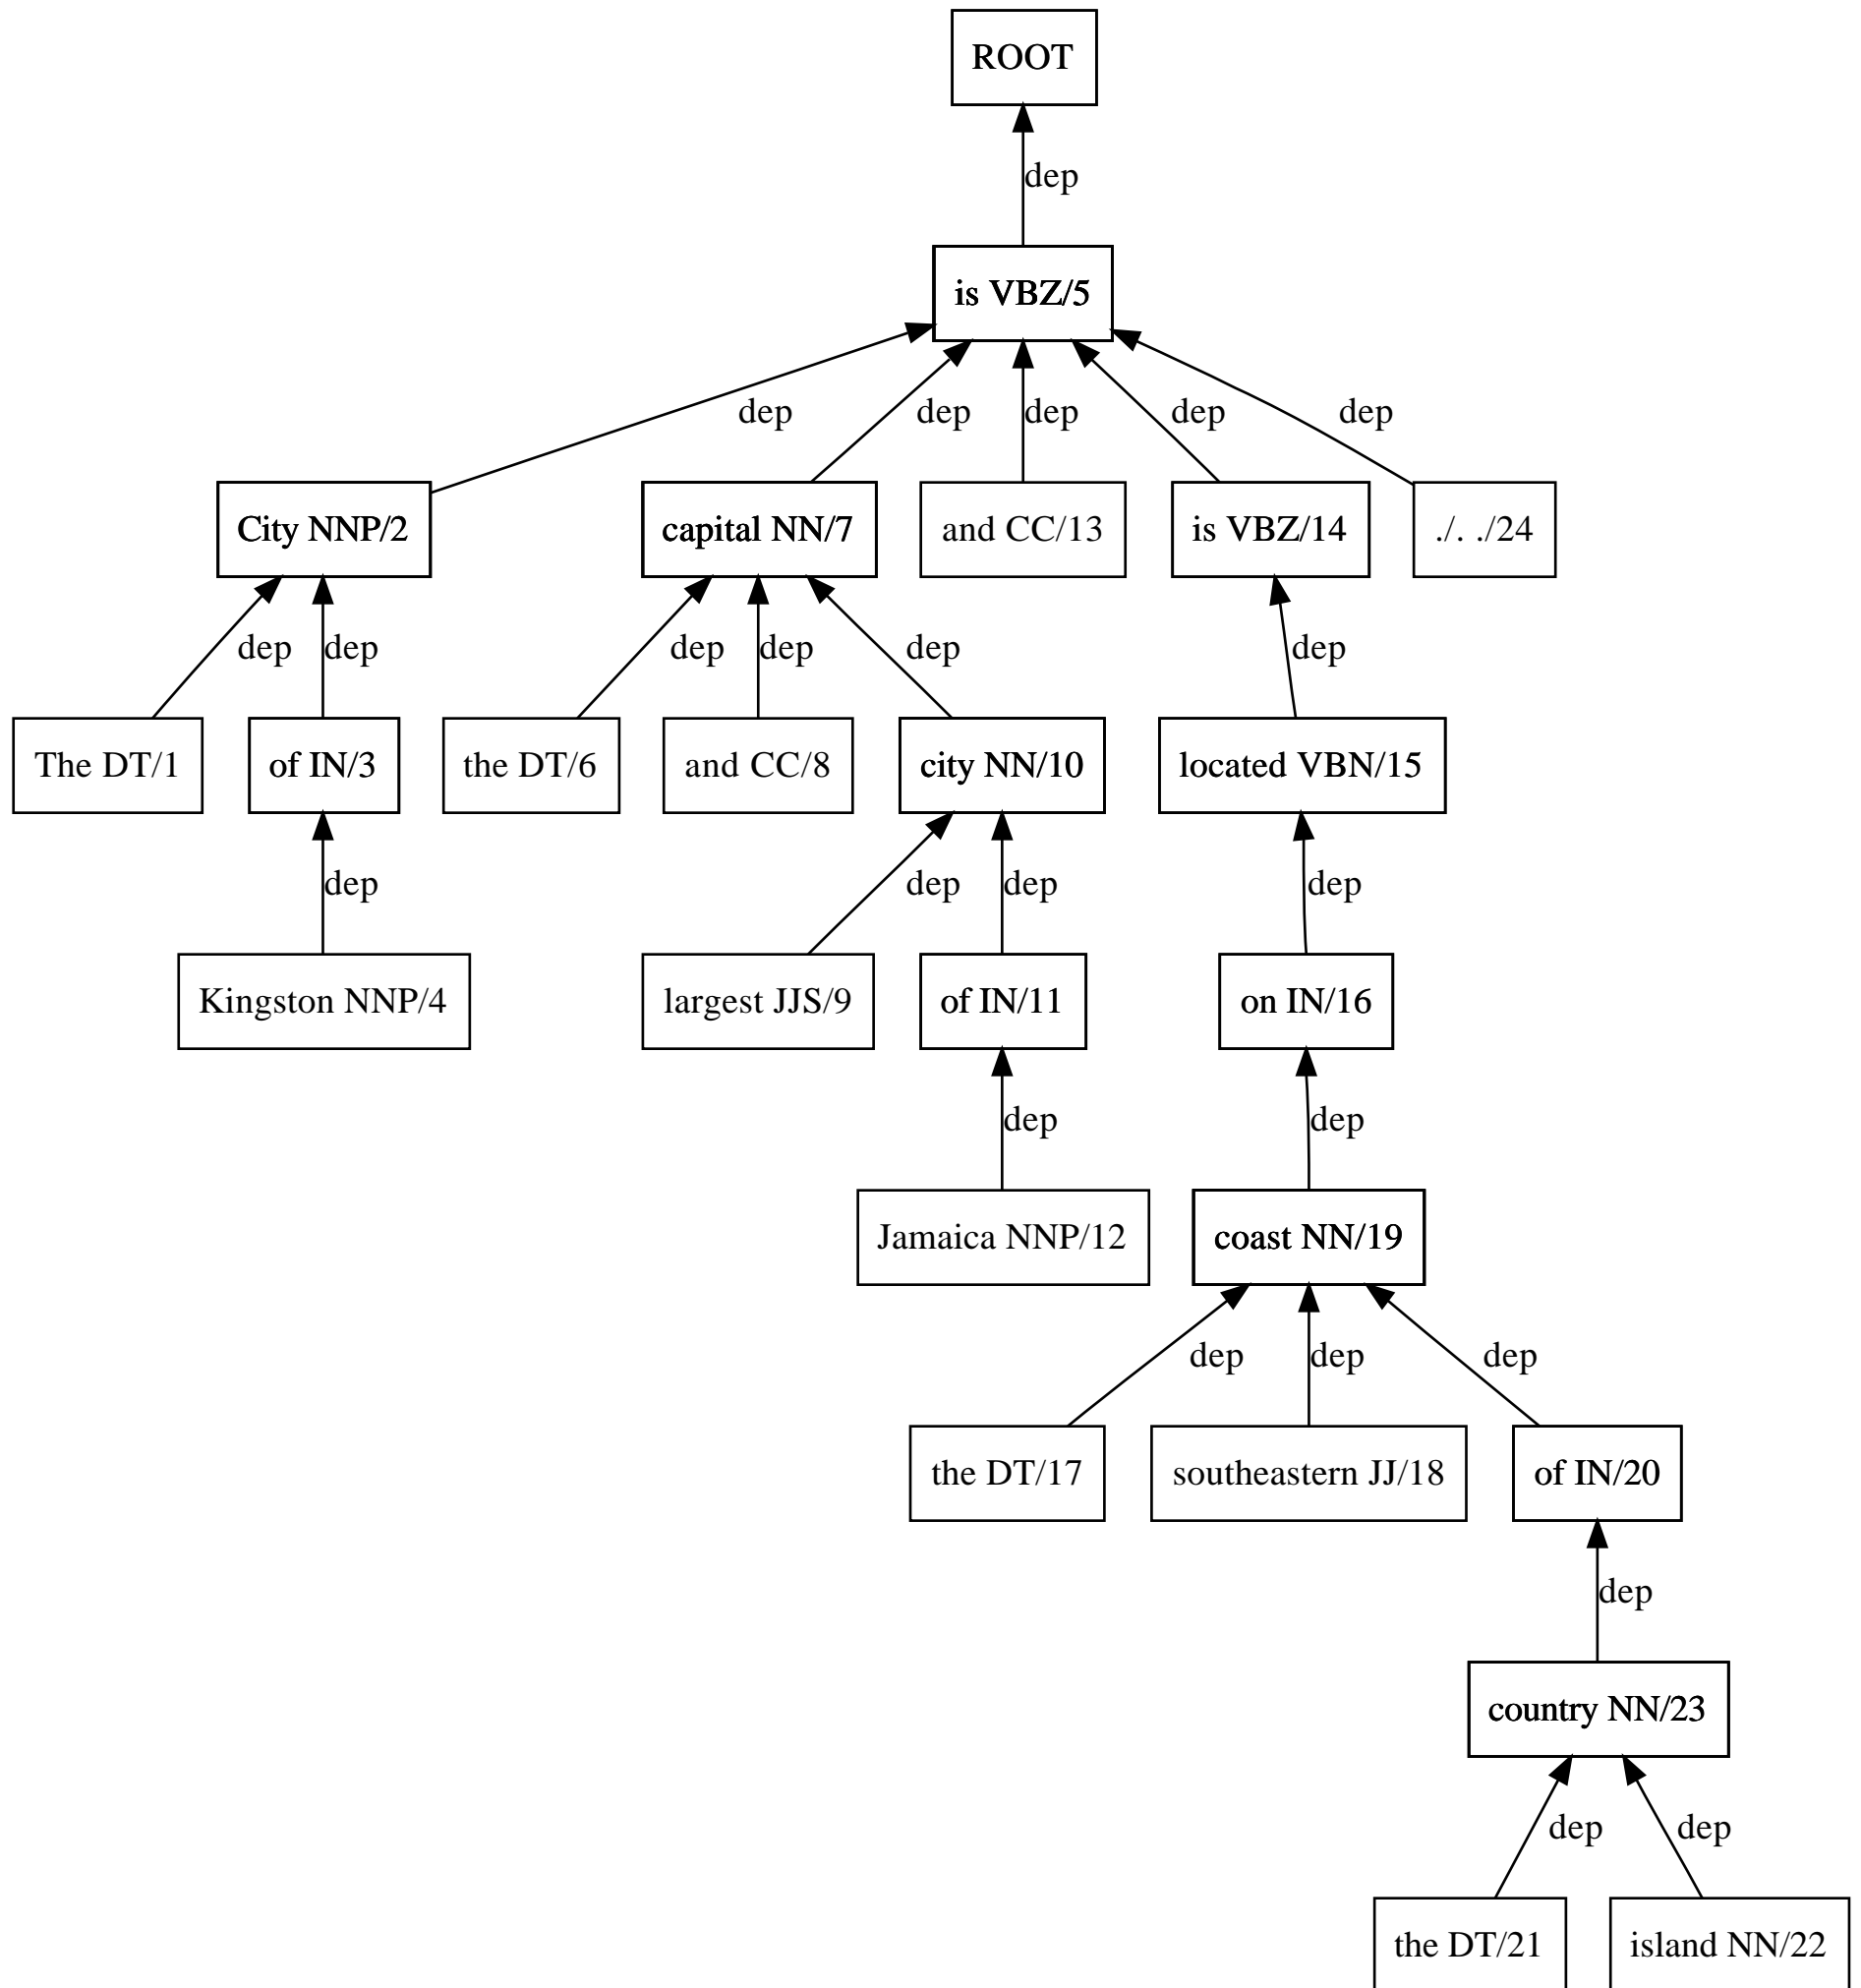 ROOT
dep
is VBZ/5
dep dep dep dep dep
City NNP/2 capital NN/7 and CC/13 is VBZ/14 ./. ./24
dep dep dep dep dep dep
The DT/1 of IN/3 the DT/6 and CC/8 city NN/10 located VBN/15
dep dep dep dep
Kingston NNP/4 largest JJS/9 of IN/11 on IN/16
dep dep
Jamaica NNP/12 coast NN/19
dep dep dep
the DT/17 southeastern JJ/18 of IN/20
dep
country NN/23
dep dep
the DT/21 island NN/22